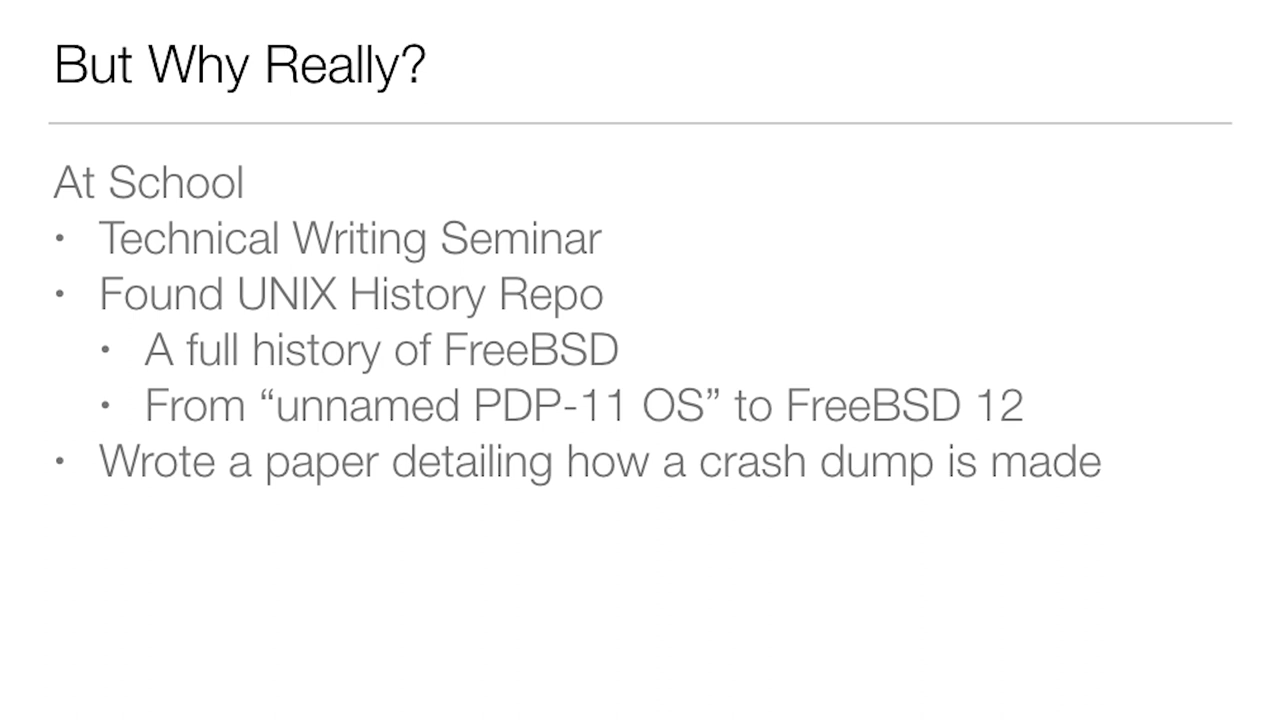 But Why Really?
At School
• Technical Writing Seminar
• Found UNIX History Repo
• A full history of FreeBSD
• From “unnamed PDP-11 OS” to FreeBSD 12
• Wrote a paper detailing how a crash dump is made